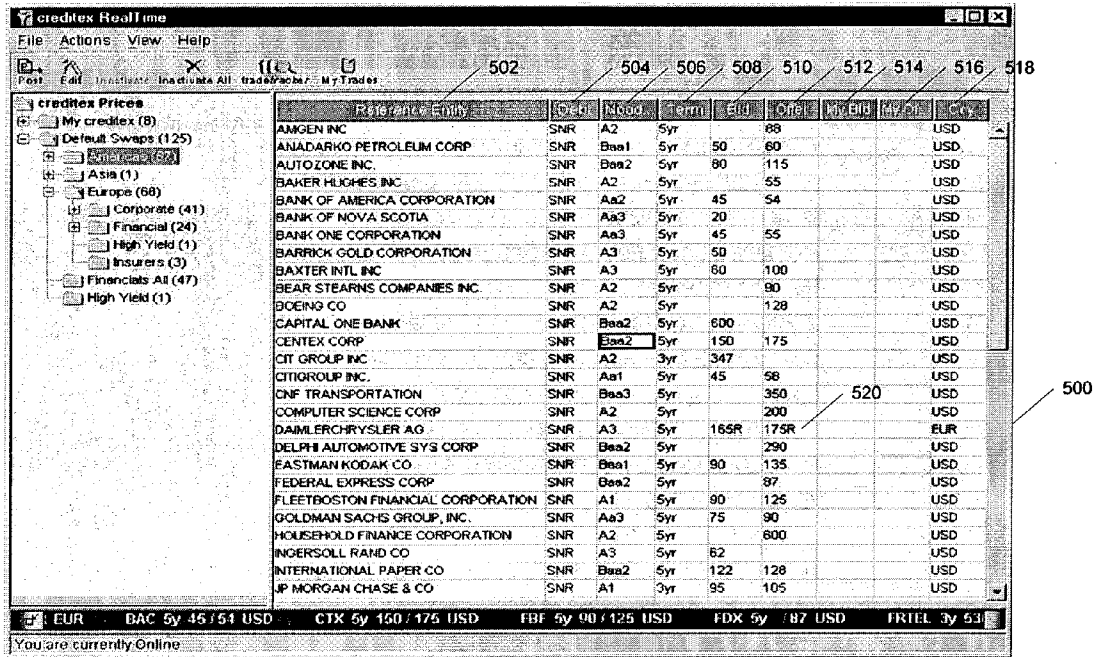 creditex RealTime
File Actions View Help
Post Edit Inactivate Inactivate All tradetracker My Trades
502 504 506 508 510 512 514 516 518
creditex Prices
My creditex (8)
Default Swaps (125)
Americas (57)
Asia (1)
Europe (68)
Corporate (41)
Financial (24)
High Yield (1)
Insurers (3)
Financials All (47)
High Yield (1)
Reference Entity Debt Mood Term Bid Offer My Bid My Of Ccy
AMGEN INC SNR A2 5yr 88 USD
ANADARKO PETROLEUM CORP SNR Baa1 5yr 50 60 USD
AUTOZONE INC. SNR Baa2 5yr 80 115 USD
BAKER HUGHES INC SNR A2 5yr 55 USD
BANK OF AMERICA CORPORATION SNR Aa2 5yr 45 54 USD
BANK OF NOVA SCOTIA SNR Aa3 5yr 20 USD
BANK ONE CORPORATION SNR Aa3 5yr 45 55 USD
BARRICK GOLD CORPORATION SNR A3 5yr 50 USD
BAXTER INTL INC SNR A3 5yr 60 100 USD
BEAR STEARNS COMPANIES INC. SNR A2 5yr 90 USD
BOEING CO SNR A2 5yr 128 USD
CAPITAL ONE BANK SNR Baa2 5yr 600 USD
CENTEX CORP SNR Baa2 5yr 150 175 USD
CIT GROUP INC SNR A2 3yr 347 USD
CITIGROUP INC. SNR Aa1 5yr 45 58 USD
CNF TRANSPORTATION SNR Baa3 5yr 350 USD
520
COMPUTER SCIENCE CORP SNR A2 5yr 200 USD
500
DAIMLERCHRYSLER AG SNR A3 5yr 165R 175R EUR
DELPHI AUTOMOTIVE SYS CORP SNR Baa2 5yr 290 USD
EASTMAN KODAK CO SNR Baa1 5yr 90 135 USD
FEDERAL EXPRESS CORP SNR Baa2 5yr 87 USD
FLEETBOSTON FINANCIAL CORPORATION SNR A1 5yr 90 125 USD
GOLDMAN SACHS GROUP, INC. SNR Aa3 5yr 75 90 USD
HOUSEHOLD FINANCE CORPORATION SNR A2 5yr 600 USD
INGERSOLL RAND CO SNR A3 5yr 62 USD
INTERNATIONAL PAPER CO SNR Baa2 5yr 122 128 USD
JP MORGAN CHASE & CO SNR A1 3yr 95 105 USD
EUR BAC 5y 45 / 54 USD CTX 5y 150 / 175 USD FBF 5y 90 / 125 USD FDX 5y / 87 USD FRTEL 3y 53
You are currently Online